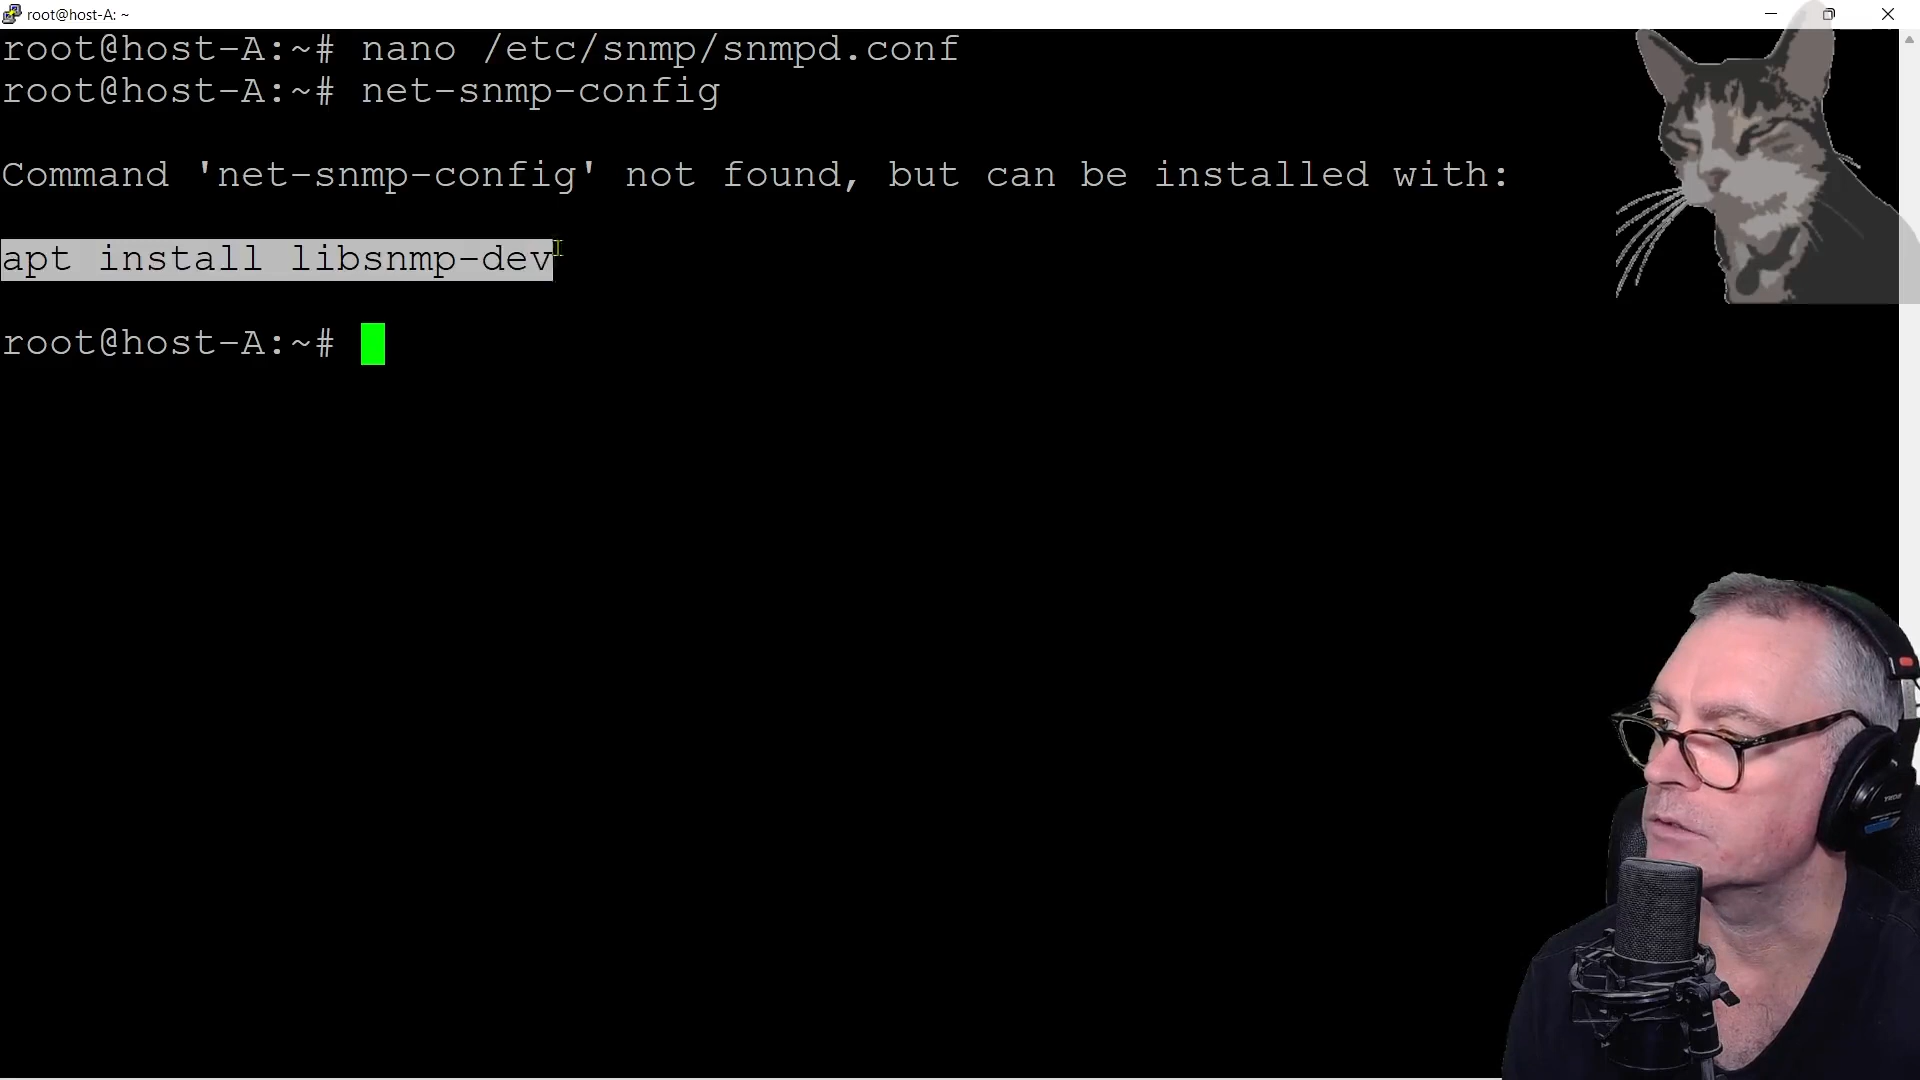 root@host-A: ~
root@host-A:~# nano /etc/snmp/snmpd.conf
root@host-A:~# net-snmp-config
Command 'net-snmp-config' not found, but can be installed with:
apt install libsnmp-dev
root@host-A:~#